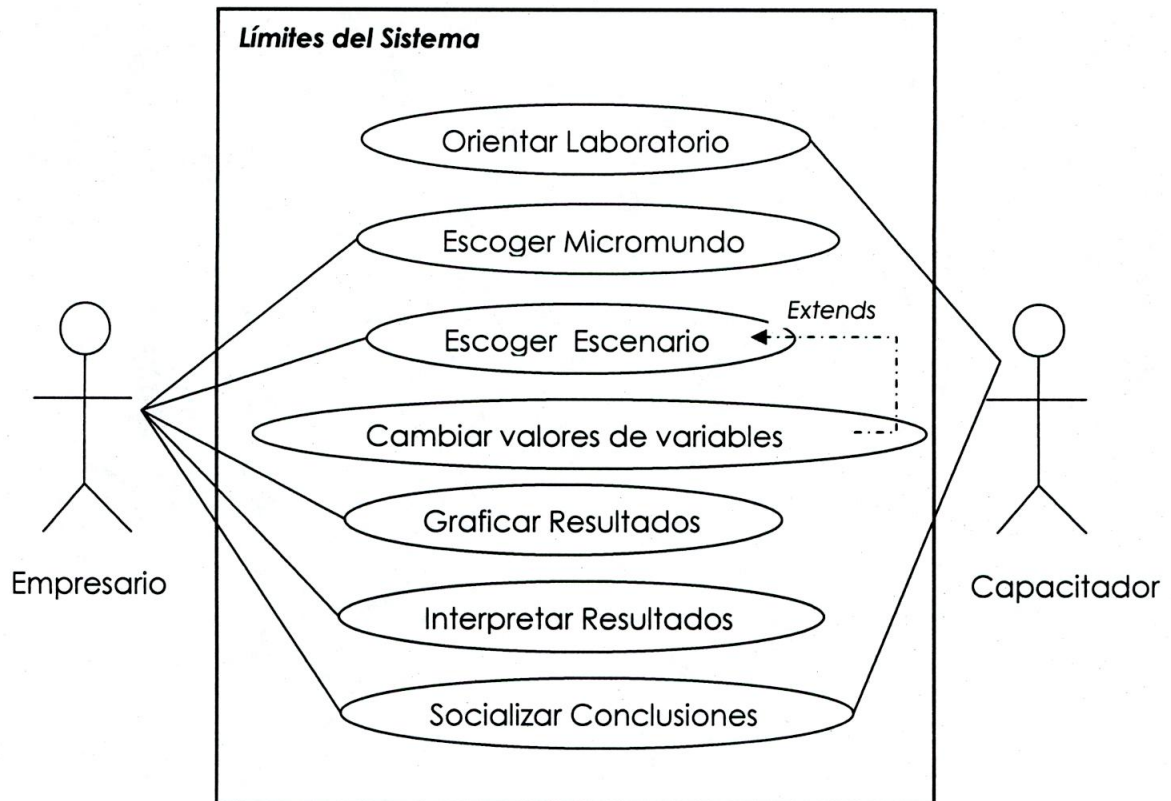 Límites del Sistema
Orientar Laboratorio
Escoger Micromundo
Extends
Escoger Escenario
Cambiar valores de variables
Graficar Resultados
Empresario
Capacitador
Interpretar Resultados
Socializar Conclusiones